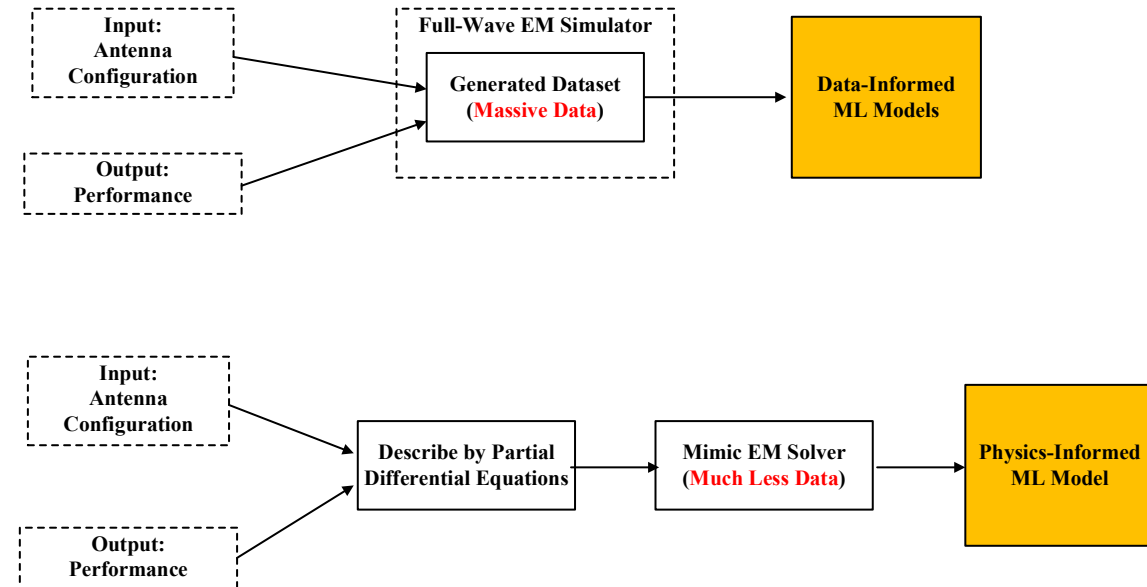 Input:
Antenna
Configuration
Output:
Performance
Full-Wave EM Simulator
Generated Dataset
(Massive Data)
Data-Informed
ML Models
Input:
Antenna
Configuration
Output:
Performance
Describe by Partial
Differential Equations
Mimic EM Solver
(Much Less Data)
Physics-Informed
ML Model